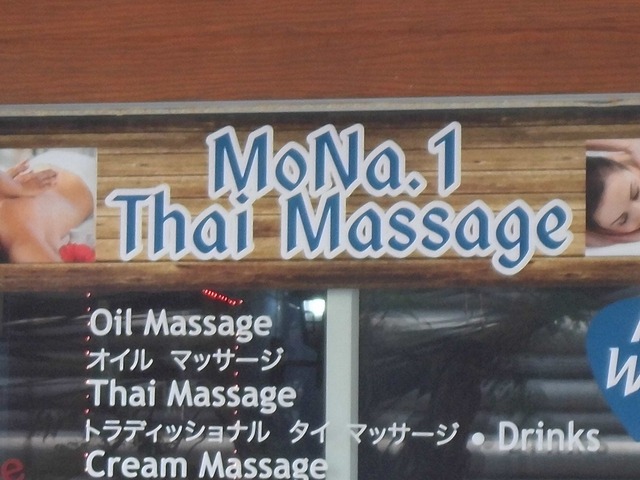 MoNa.1
Thai Massage
Oil Massage
オイル マッサージ
Thai Massage
トラディッショナル タイ マッサージ • Drinks
Cream Massage